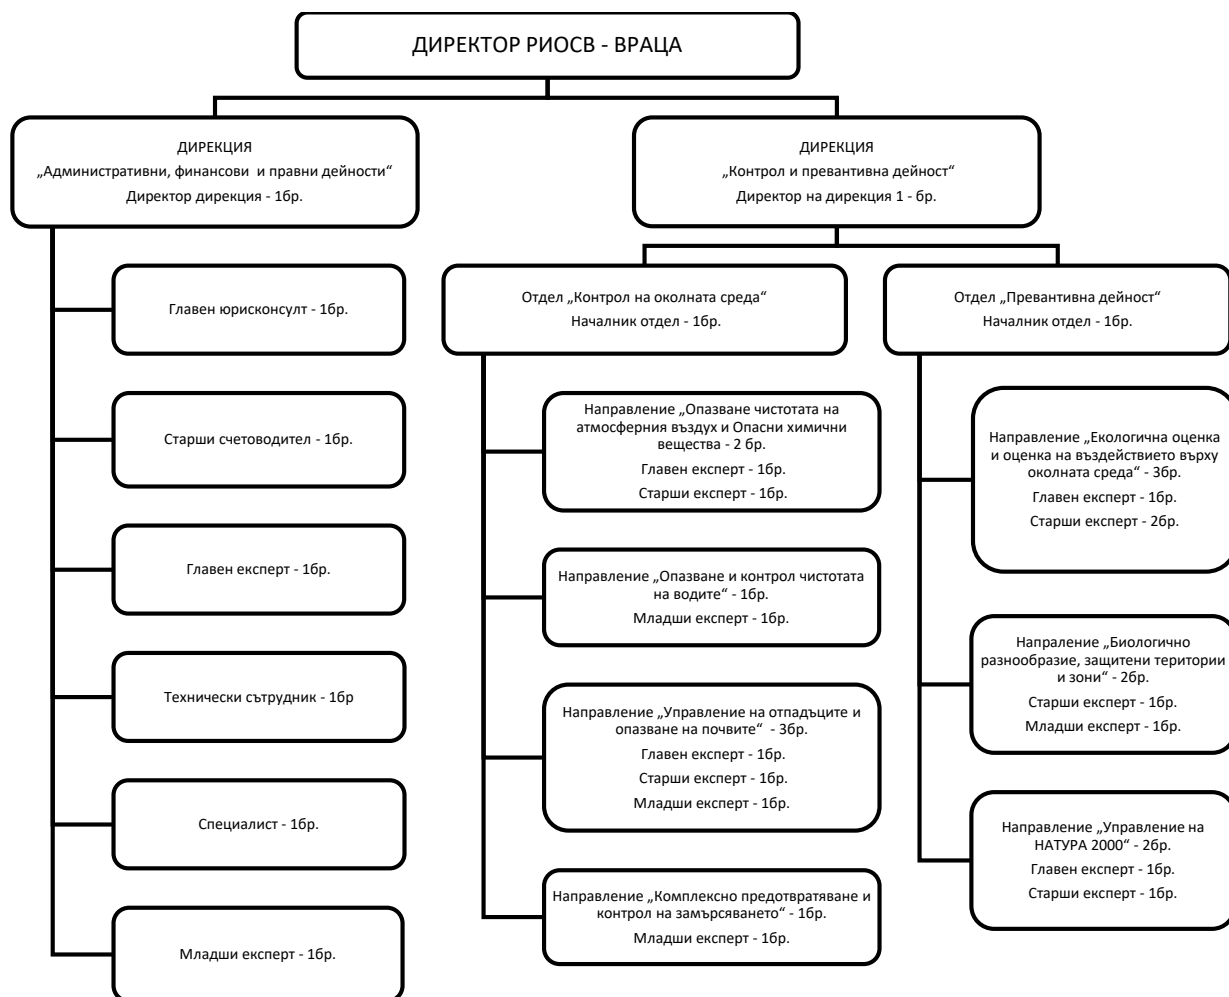 ДИРЕКТОР РИОСВ - ВРАЦА
ДИРЕКЦИЯ
„Административни, финансови и правни дейности“
Директор дирекция - 1бр.
Главен юрисконсулт - 1бр.
Старши счетоводител - 1бр.
Главен експерт - 1бр.
Технически сътрудник - 1бр
Специалист - 1бр.
Младши експерт - 1бр.
ДИРЕКЦИЯ
„Контрол и превантивна дейност“
Директор на дирекция 1 - бр.
Отдел „Контрол на околната среда“
Началник отдел - 1бр.
Направление „Опазване чистотата на
атмосферния въздух и Опасни химични
вещества - 2 бр.
Главен експерт - 1бр.
Старши експерт - 1бр.
Направление „Опазване и контрол чистотата
на водите“ - 1бр.
Младши експерт - 1бр.
Направление „Управление на отпадъците и
опазване на почвите“ - 3бр.
Главен експерт - 1бр.
Старши експерт - 1бр.
Младши експерт - 1бр.
Направление „Комплексно предотвратяване и
контрол на замърсяването“ - 1бр.
Младши експерт - 1бр.
Отдел „Превантивна дейност“
Началник отдел - 1бр.
Направление „Екологична оценка
и оценка на въздействието върху
околната среда“ - 3бр.
Главен експерт - 1бр.
Старши експерт - 2бр.
Напраление „Биологично
разнообразие, защитени територии
и зони“ - 2бр.
Старши експерт - 1бр.
Младши експерт - 1бр.
Направление „Управление на
НАТУРА 2000“ - 2бр.
Главен експерт - 1бр.
Старши експерт - 1бр.